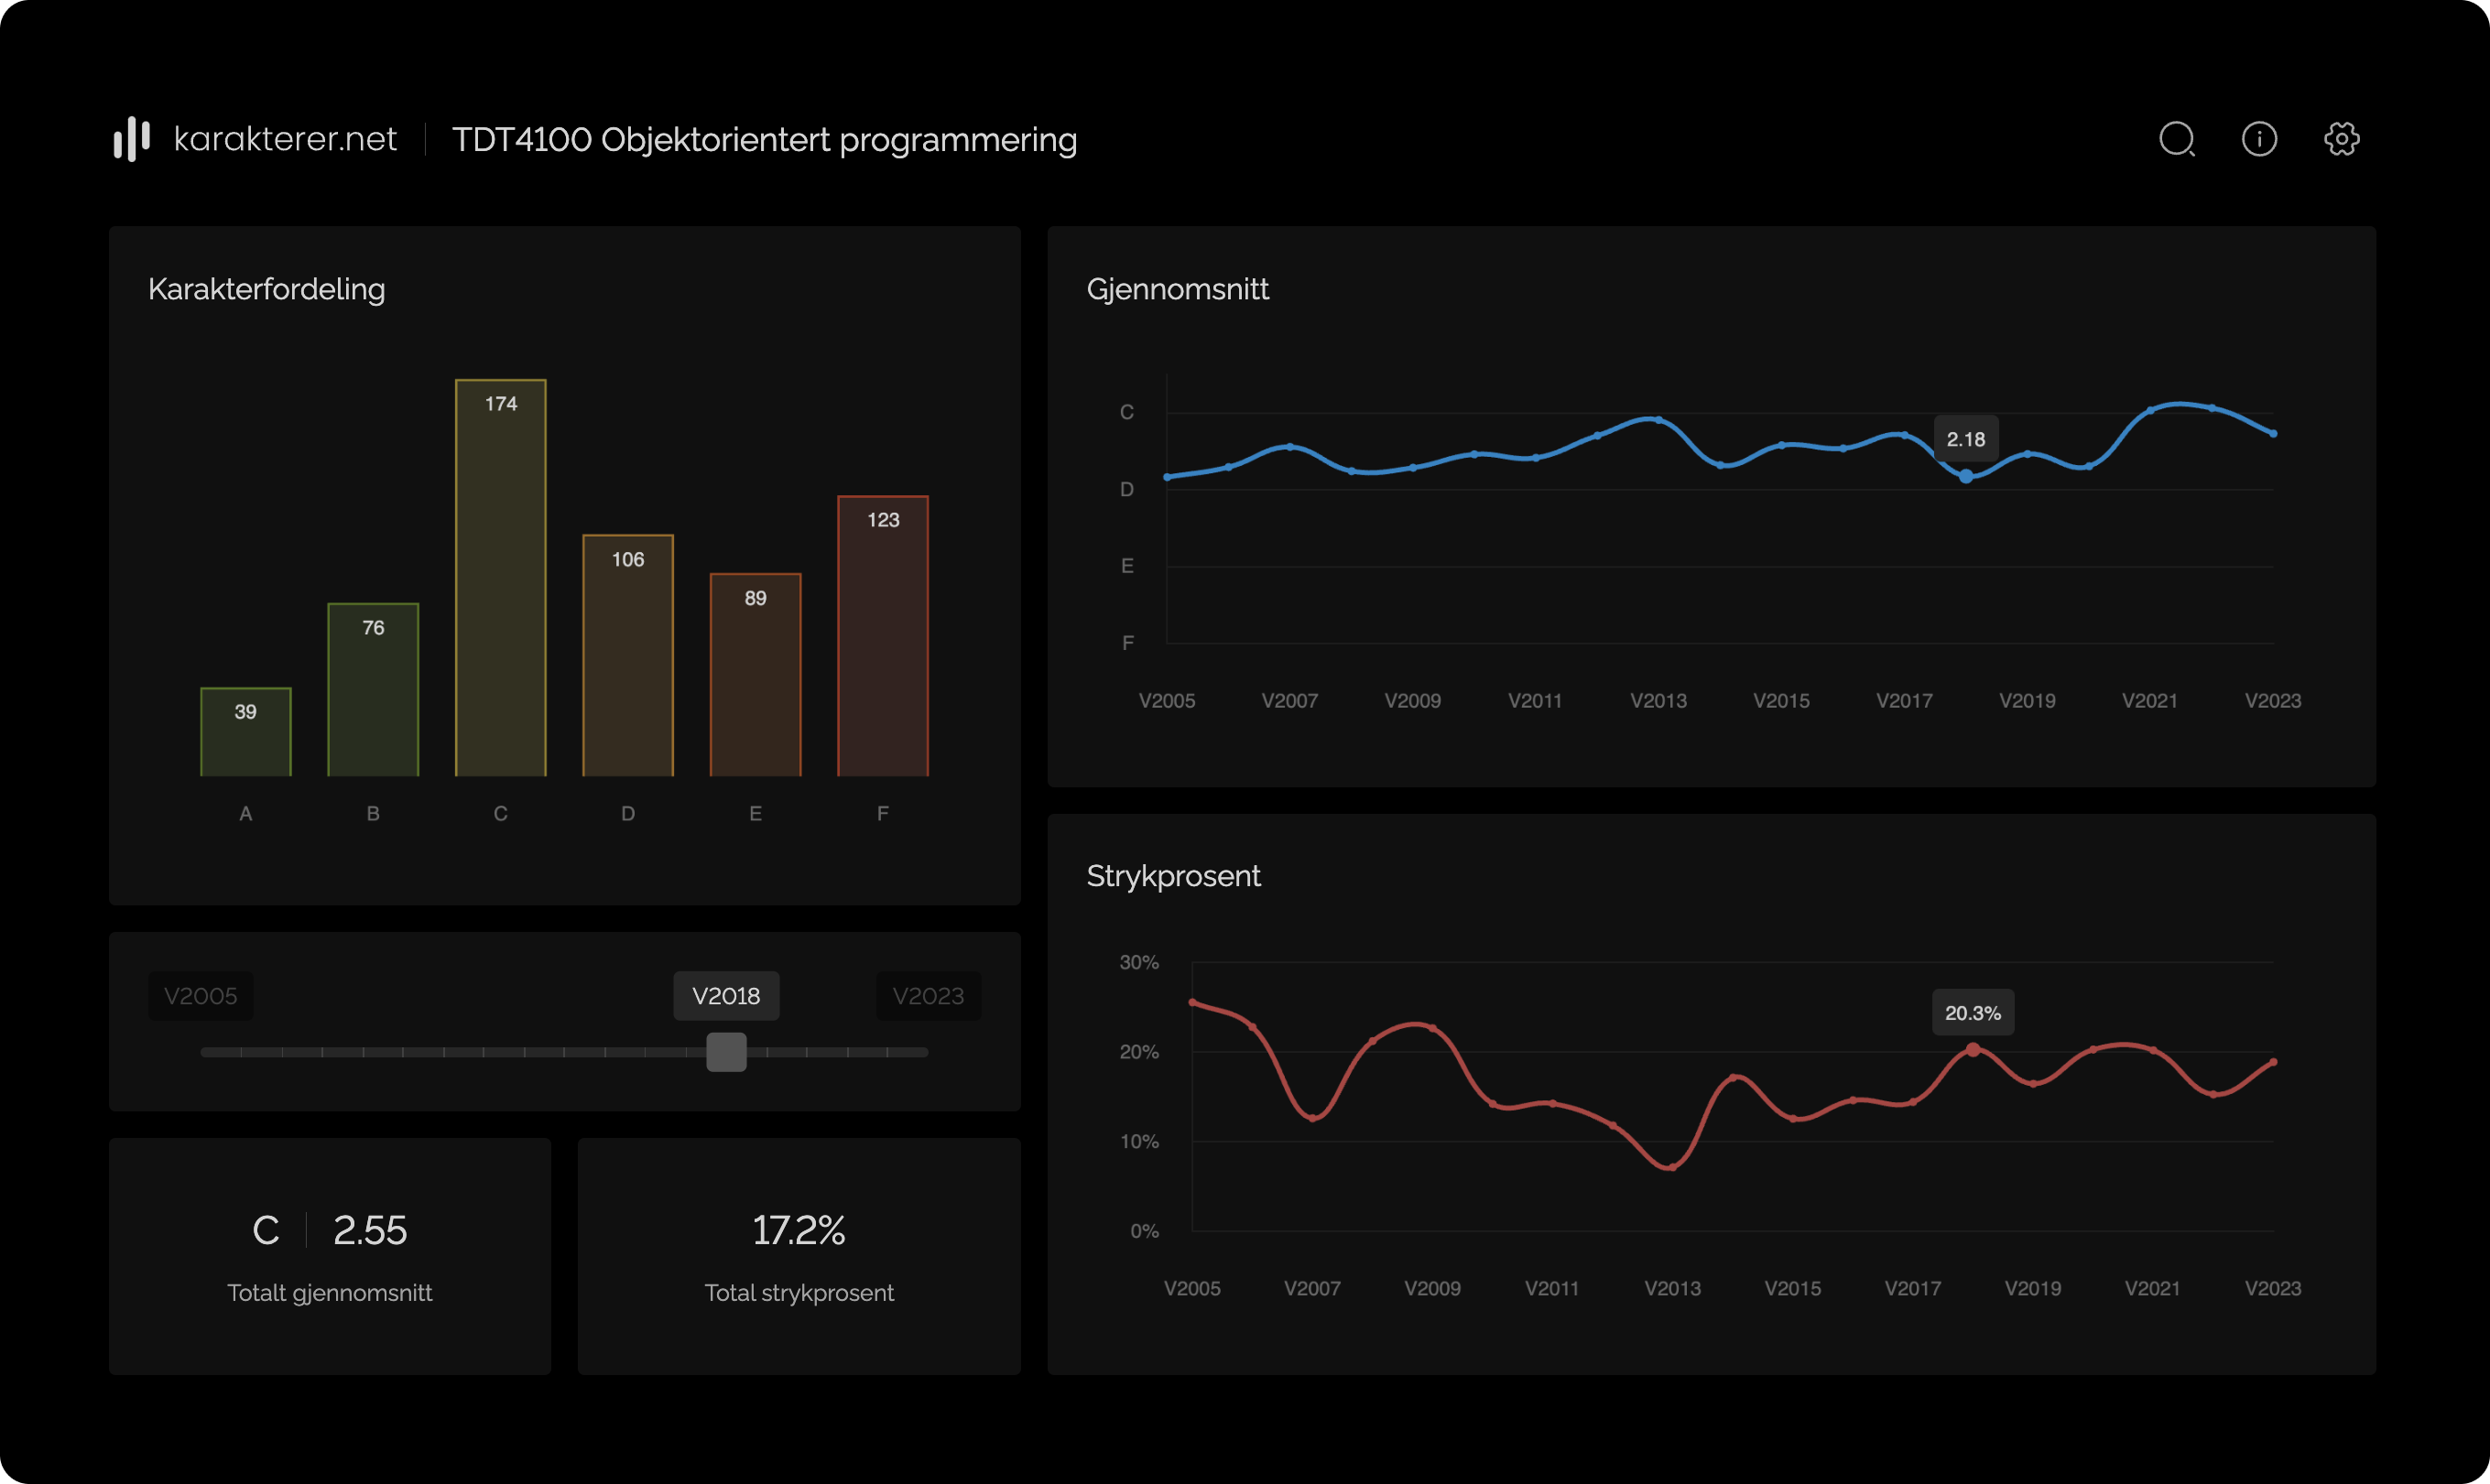 karakterer.net
TDT4100 Objektorientert programmering
Karakterfordeling
174
123
106
89
76
39
A B C D E F
V2005 V2018 V2023
C 2.55
Totalt gjennomsnitt
17.2%
Total strykprosent
Gjennomsnitt
C
2.18
D
E
F
V2005 V2007 V2009 V2011 V2013 V2015 V2017 V2019 V2021 V2023
Strykprosent
30%
20.3%
20%
10%
0%
V2005 V2007 V2009 V2011 V2013 V2015 V2017 V2019 V2021 V2023